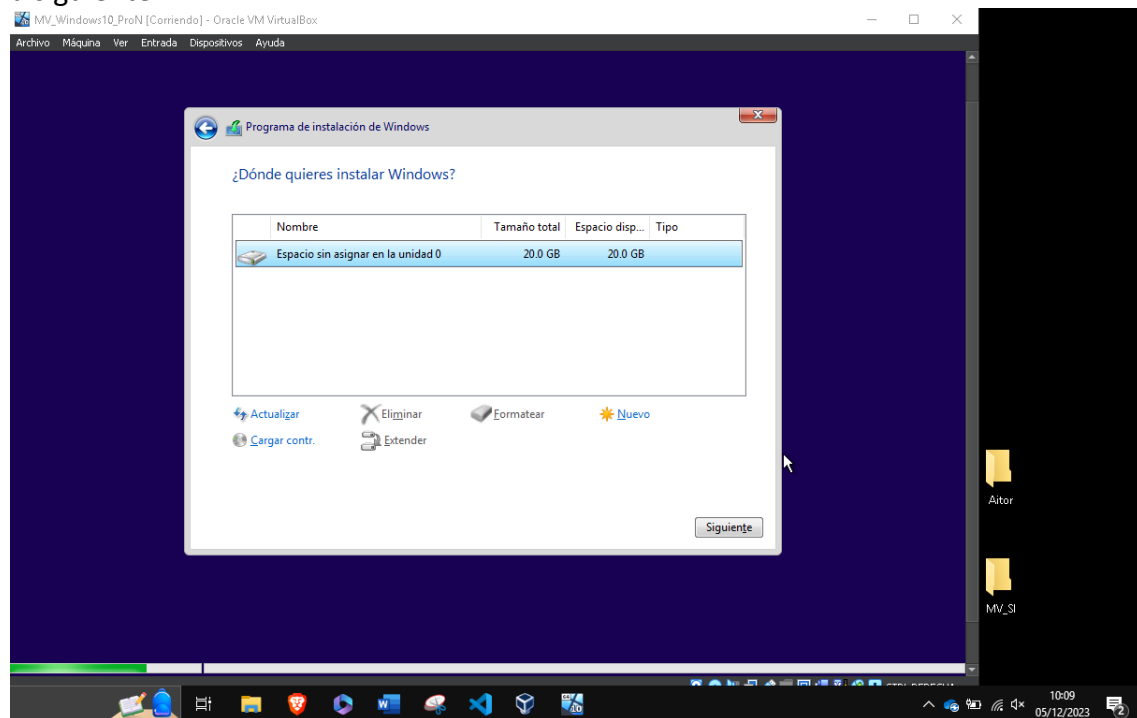 MV_Windows10_ProN [Corriendo] - Oracle VM VirtualBox
Archivo Máquina Ver Entrada Dispositivos Ayuda
Programa de instalación de Windows
¿Dónde quieres instalar Windows?
Nombre Tamaño total Espacio disp... Tipo
Espacio sin asignar en la unidad 0 20.0 GB 20.0 GB
Actualizar Eliminar Formatear Nuevo
Cargar contr. Extender
Siguiente
Aitor
MV_SI
10:09
05/12/2023
2